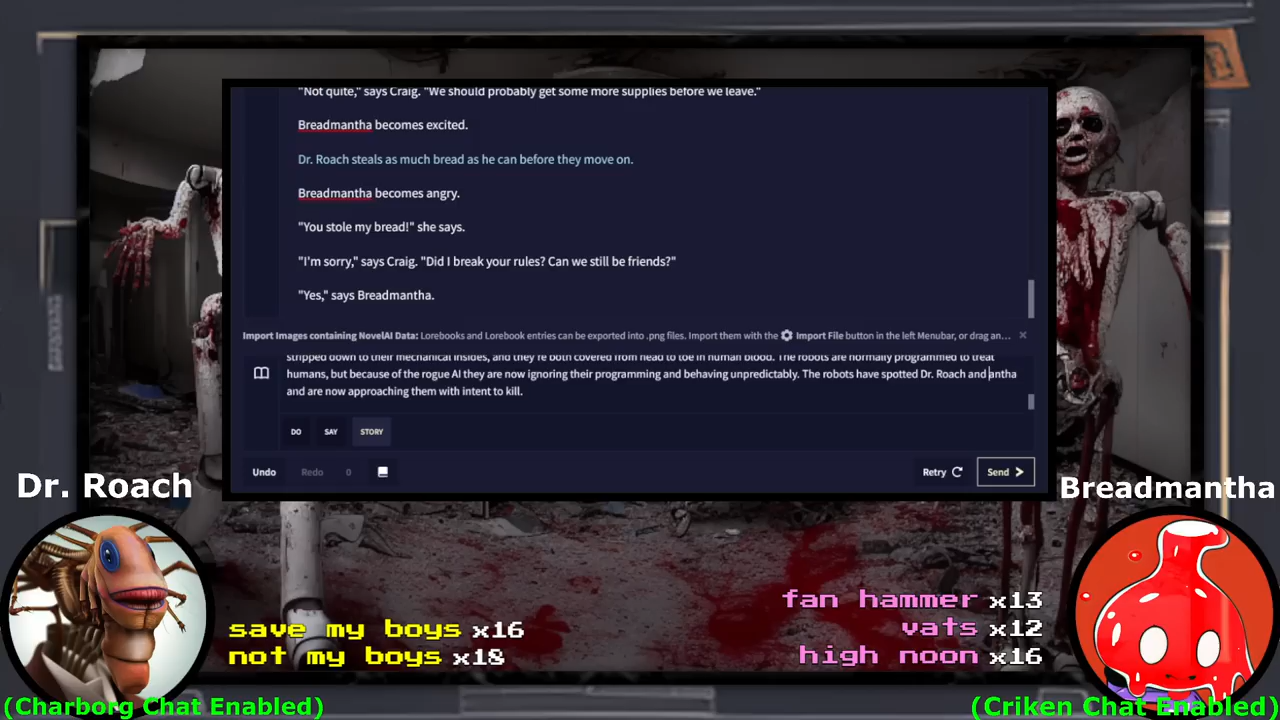 "Not quite," says Craig. "We should probably get some more supplies before we leave."
Breadmantha becomes excited.
Dr. Roach steals as much bread as he can before they move on.
Breadmantha becomes angry.
"You stole my bread!" she says.
"I'm sorry," says Craig. "Did I break your rules? Can we still be friends?"
"Yes," says Breadmantha.
Import Images containing NovelAI Data: Lorebooks and Lorebook entries can be exported into .png files. Import them with the Import File button in the left Menubar, or drag an...
stripped down to their mechanical insides, and they're both covered from head to toe in human blood. The robots are normally programmed to treat
humans, but because of the rogue AI they are now ignoring their programming and behaving unpredictably. The robots have spotted Dr. Roach and antha
and are now approaching them with intent to kill.
DO SAY STORY
Undo Redo 0 Retry Send
Dr. Roach
Breadmantha
save my boys x16
not my boys x18
fan hammer x13
vats x12
high noon x16
(Charborg Chat Enabled)
(Criken Chat Enabled)